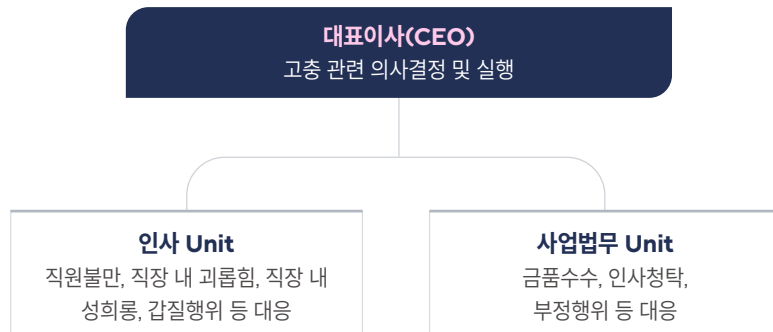 대표이사(CEO)
고충 관련 의사결정 및 실행
인사 Unit
직원불만, 직장 내 괴롭힘, 직장 내
성희롱, 갑질행위 등 대응
사업법무 Unit
금품수수, 인사청탁,
부정행위 등 대응